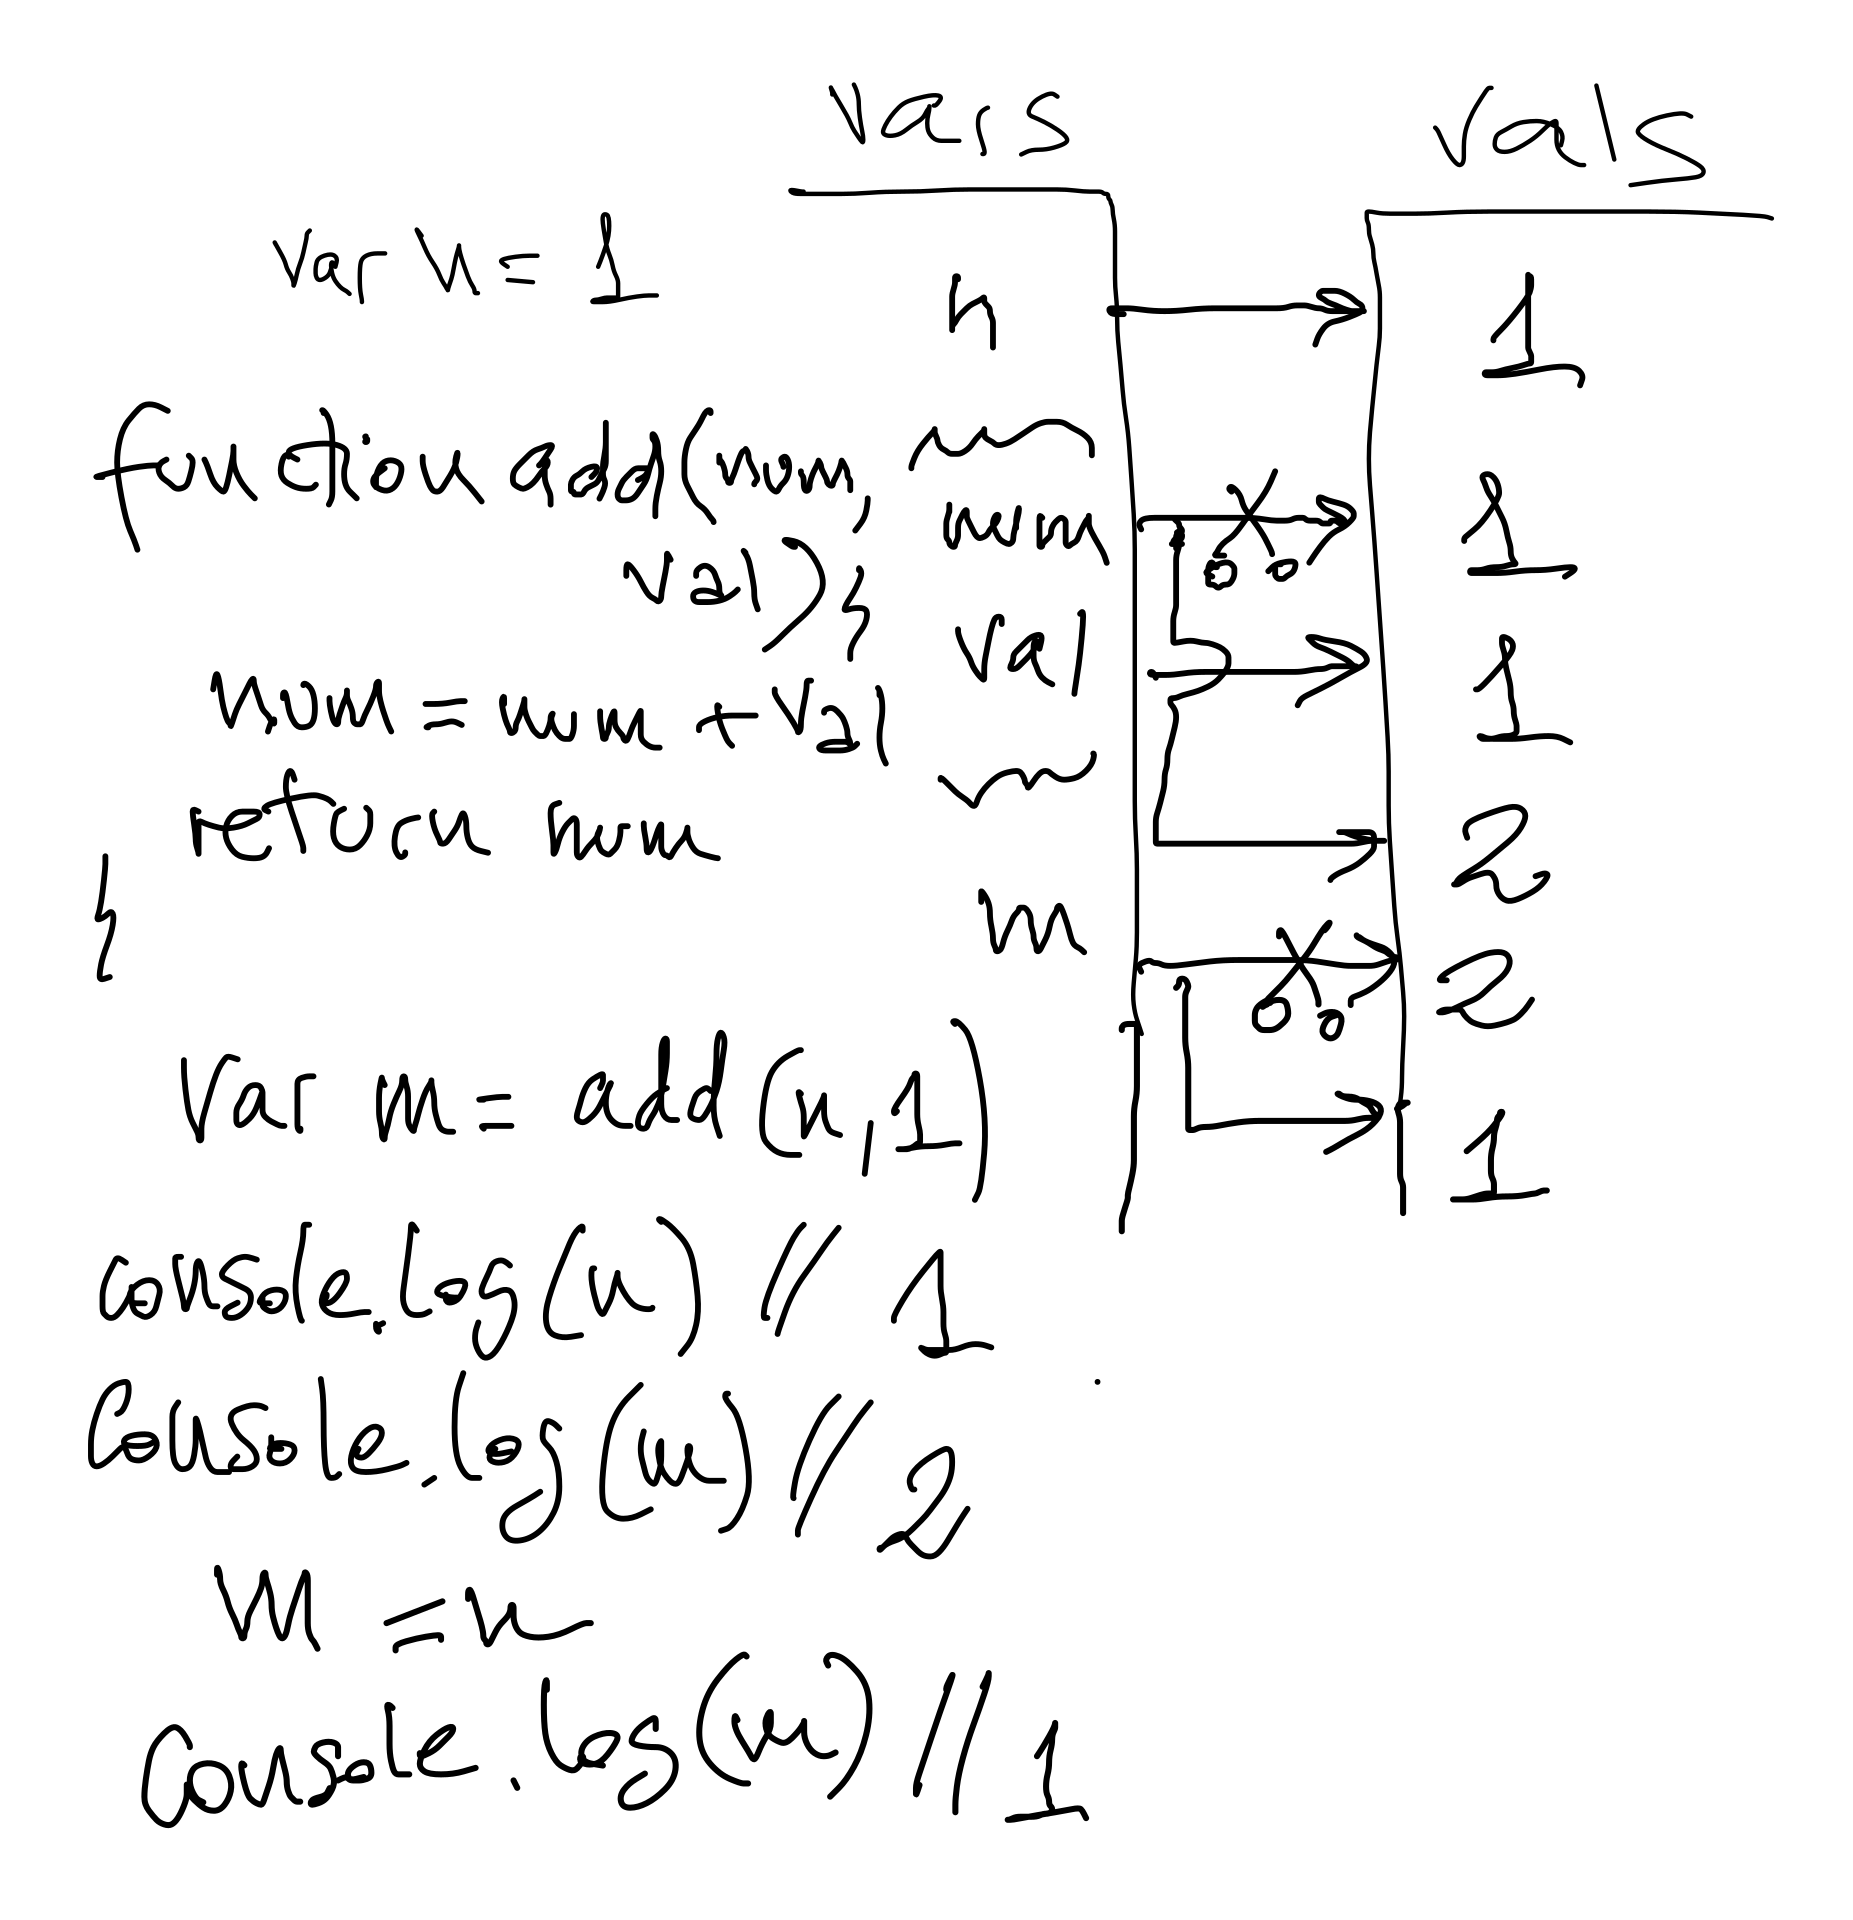 vars vals
var n = 1
n 1
function add(num,
val) {
num 1
val 1
num = num + val
return num
2
}
m 2
var m = add(n, 1)
1
console.log(n) // 1
console.log(m) // 2
m = n
console.log(m) // 1